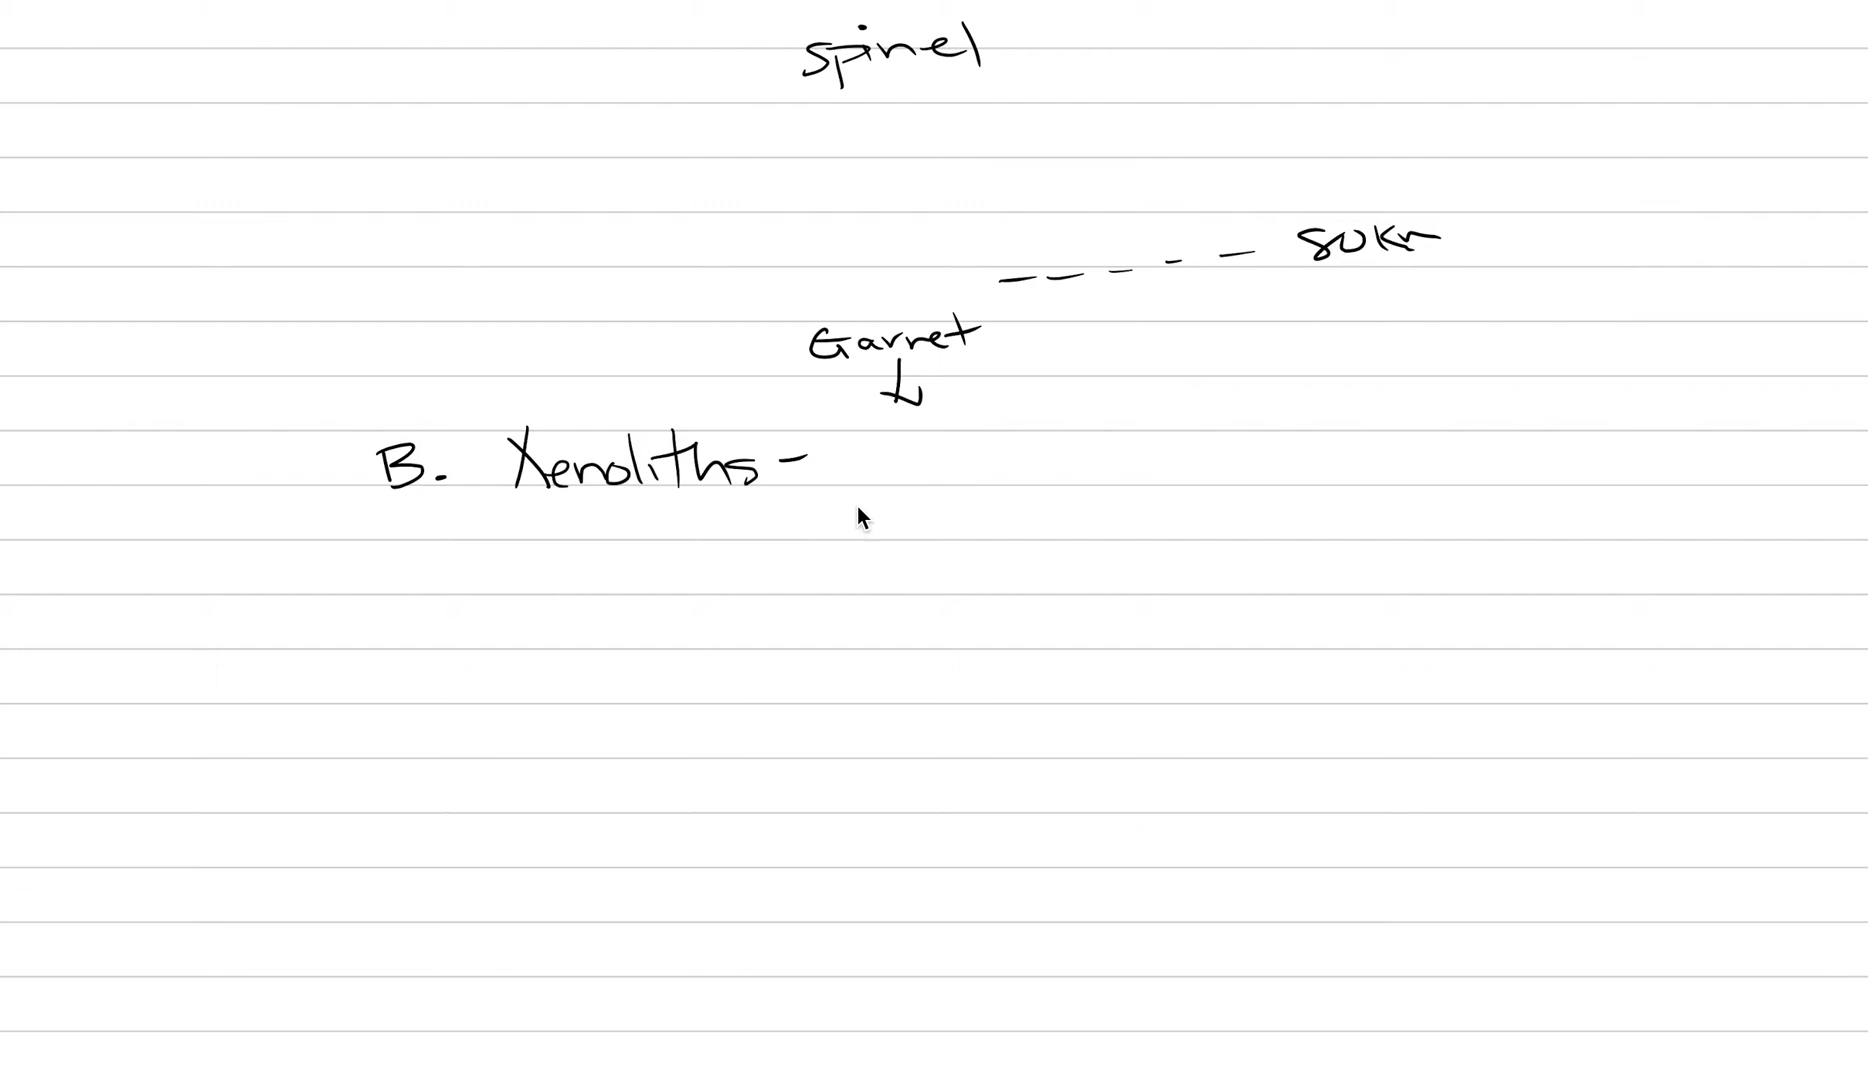 spinel
- - - - - 80km
Garnet
B. Xenoliths -